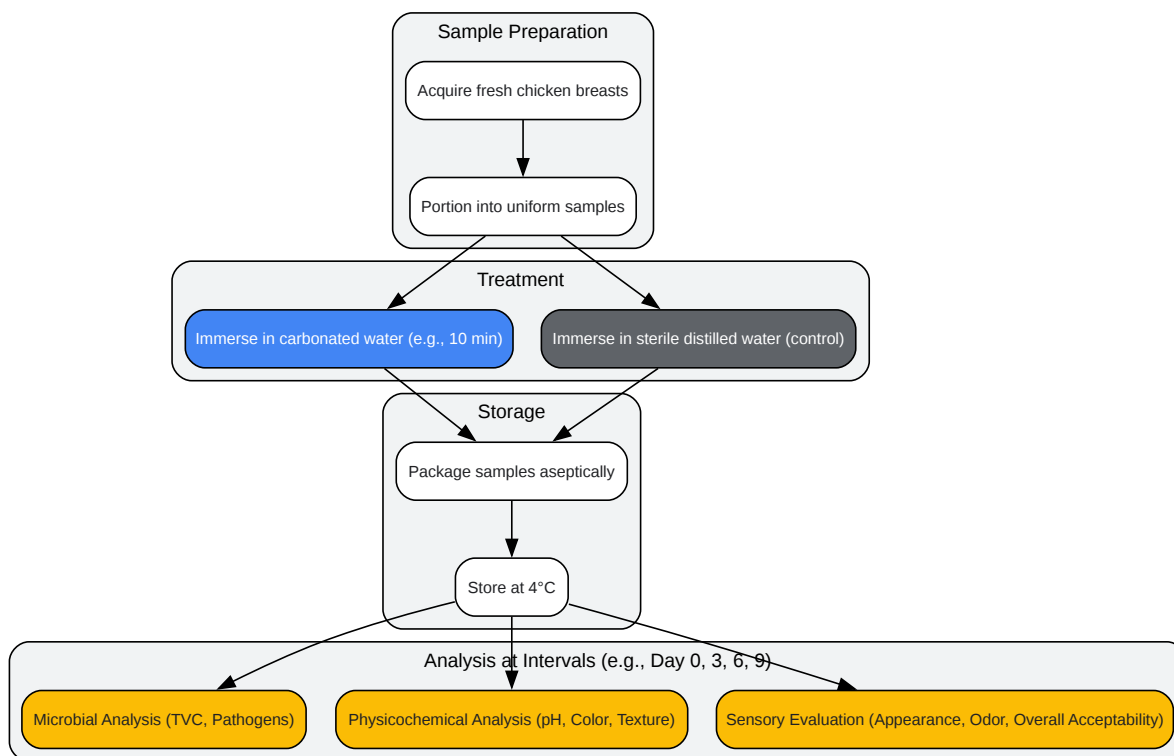 Sample Preparation
Acquire fresh chicken breasts
Portion into uniform samples
Treatment
Immerse in carbonated water (e.g., 10 min)
Immerse in sterile distilled water (control)
Storage
Package samples aseptically
Store at 4°C
Analysis at Intervals (e.g., Day 0, 3, 6, 9)
Microbial Analysis (TVC, Pathogens)
Physicochemical Analysis (pH, Color, Texture)
Sensory Evaluation (Appearance, Odor, Overall Acceptability)